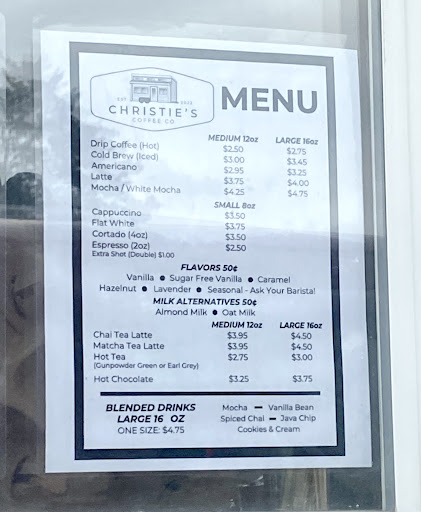 EST 2023
CHRISTIE'S
COFFEE CO
MENU
MEDIUM 12oz LARGE 16oz
Drip Coffee (Hot) $2.50 $2.75
Cold Brew (Iced) $3.00 $3.45
Americano $2.95 $3.25
Latte $3.75 $4.00
Mocha / White Mocha $4.25 $4.75
SMALL 8oz
Cappuccino $3.50
Flat White $3.75
Cortado (4oz) $3.50
Espresso (2oz) $2.50
Extra Shot (Double) $1.00
FLAVORS 50¢
Vanilla ● Sugar Free Vanilla ● Caramel
Hazelnut ● Lavender ● Seasonal - Ask Your Barista!
MILK ALTERNATIVES 50¢
Almond Milk ● Oat Milk
MEDIUM 12oz LARGE 16oz
Chai Tea Latte $3.95 $4.50
Matcha Tea Latte $3.95 $4.50
Hot Tea $2.75 $3.00
(Gunpowder Green or Earl Grey)
Hot Chocolate $3.25 $3.75
BLENDED DRINKS
LARGE 16 OZ
ONE SIZE: $4.75
Mocha — Vanilla Bean
Spiced Chai — Java Chip
Cookies & Cream